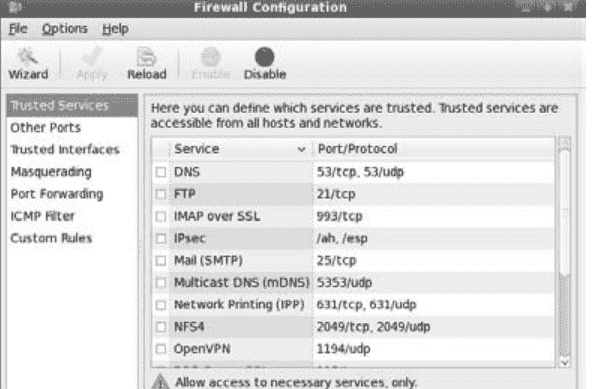 Firewall Configuration
File Options Help
Wizard Apply Reload Enable Disable
Trusted Services
Other Ports
Trusted Interfaces
Masquerading
Port Forwarding
ICMP Filter
Custom Rules
Here you can define which services are trusted. Trusted services are
accessible from all hosts and networks.
Service Port/Protocol
DNS 53/tcp, 53/udp
FTP 21/tcp
IMAP over SSL 993/tcp
IPsec /ah, /esp
Mail (SMTP) 25/tcp
Multicast DNS (mDNS) 5353/udp
Network Printing (IPP) 631/tcp, 631/udp
NFS4 2049/tcp, 2049/udp
OpenVPN 1194/udp
Allow access to necessary services, only.